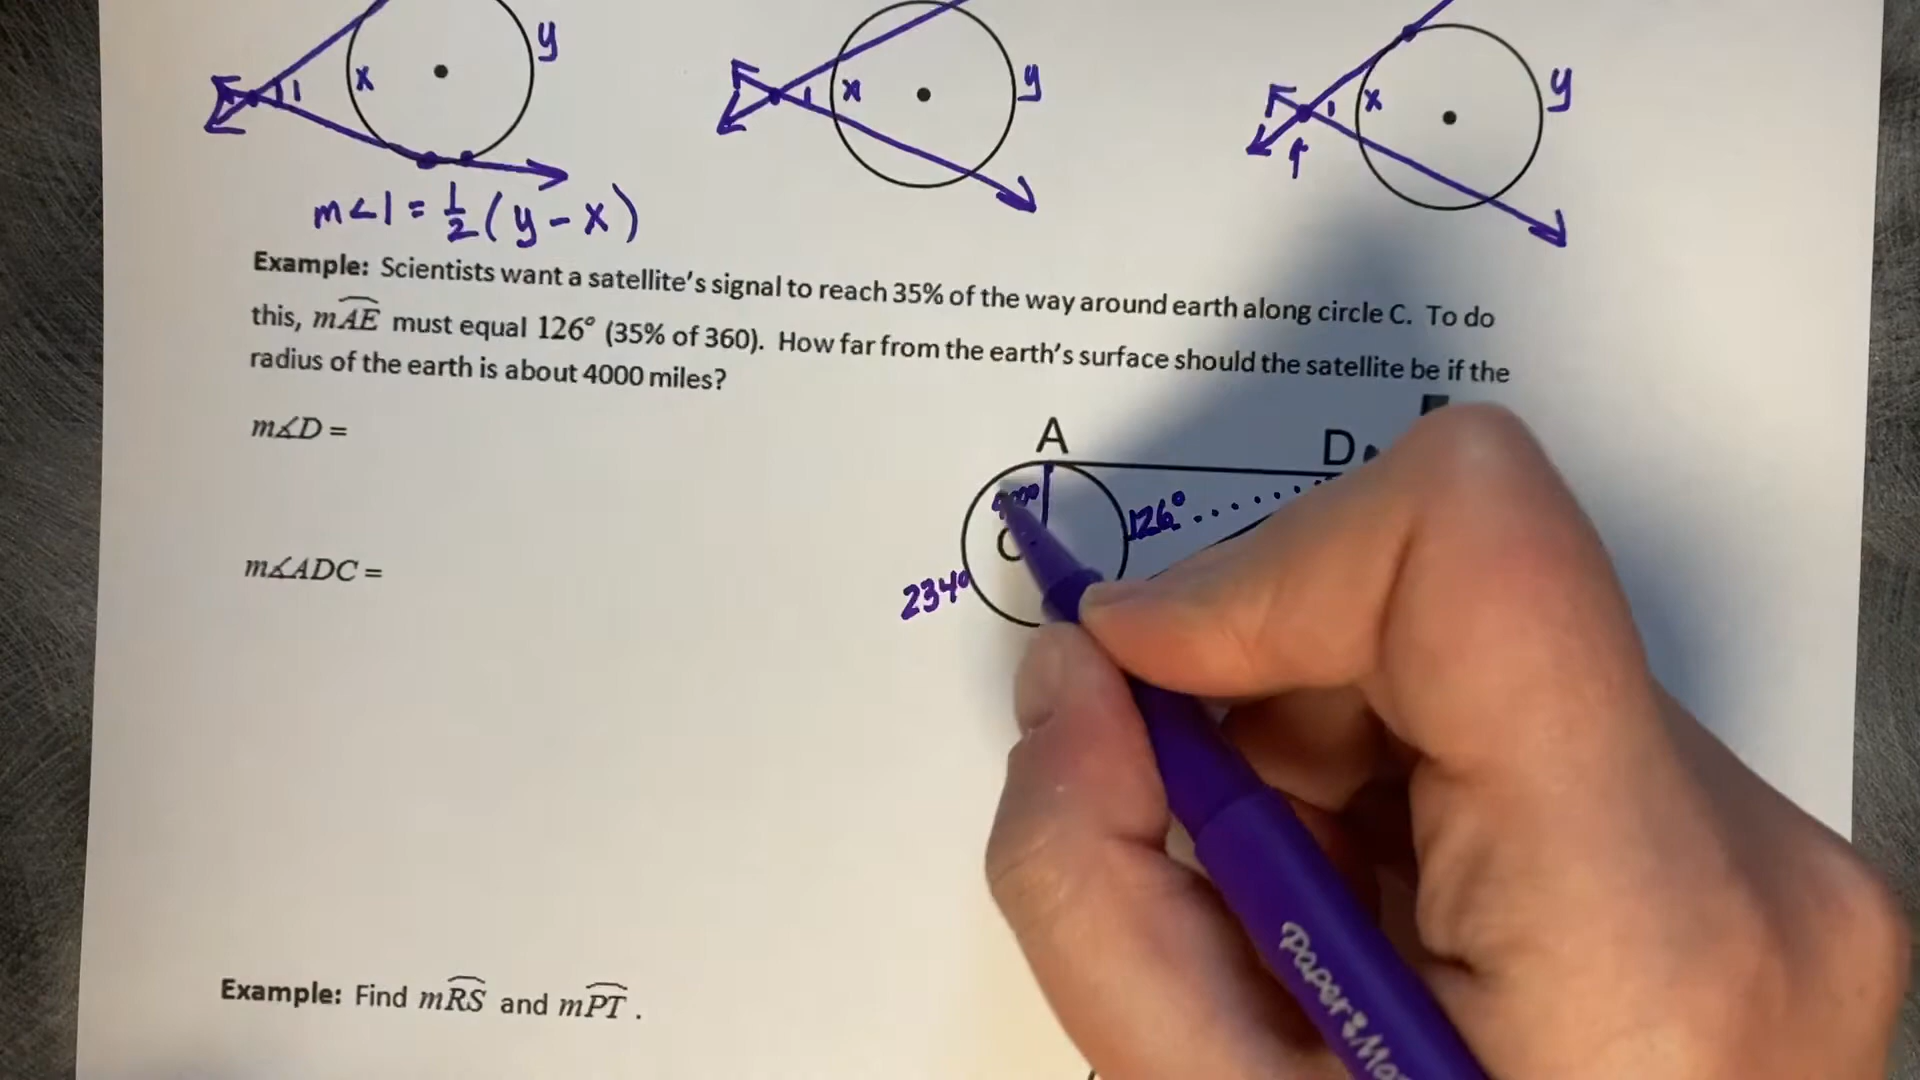 y
x
1
m∠1 = 1/2 (y - x)
x
1
y
x
1
y
Example: Scientists want a satellite's signal to reach 35% of the way around earth along circle C. To do
this, mAE must equal 126° (35% of 360). How far from the earth's surface should the satellite be if the
radius of the earth is about 4000 miles?
m∡D =
m∡ADC =
A
D
126°
C
234°
Example: Find mRS and mPT .